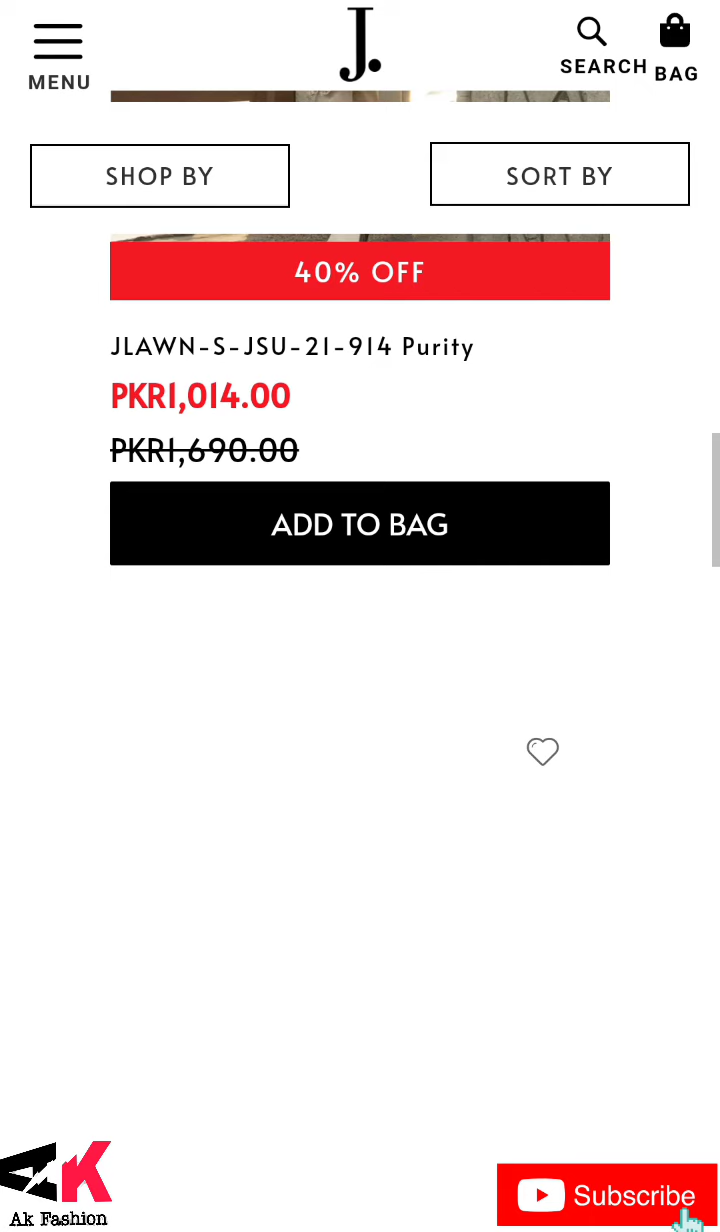 MENU
J.
SEARCH
BAG
SHOP BY
SORT BY
40% OFF
JLAWN-S-JSU-21-914 Purity
PKR1,014.00
PKR1,690.00
ADD TO BAG
AK
Ak Fashion
Subscribe